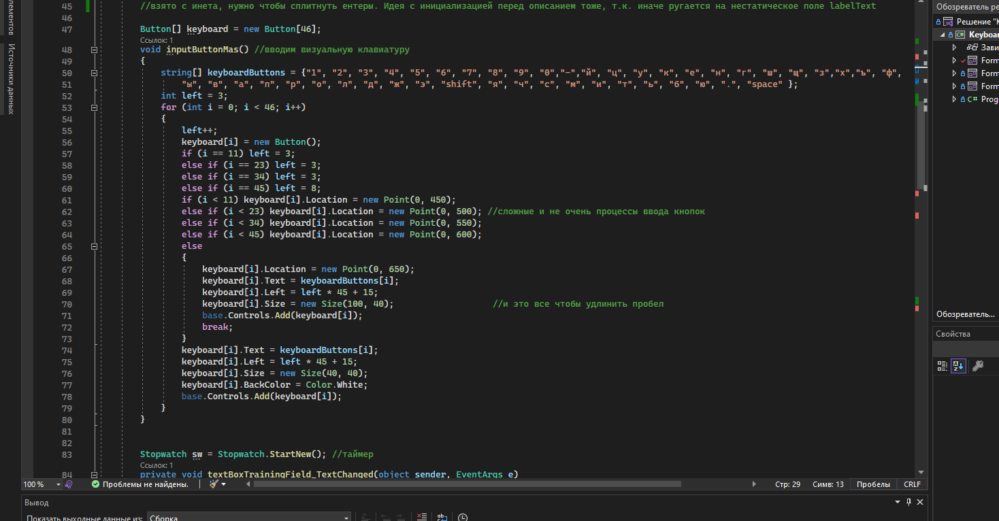 45 //взято с инета, нужно чтобы сплитнуть ентеры. Идея с инициализацией перед описанием тоже, т.к. иначе ругается на нестатическое поле labelText
46
47 Button[] keyboard = new Button[46];
Ссылок: 1
48 void inputButtonMas() //вводим визуальную клавиатуру
49 {
50 string[] keyboardButtons = {"1", "2", "3", "4", "5", "6", "7", "8", "9", "0","-","й", "ц", "у", "к", "е", "н", "г", "ш", "щ", "з","х","ъ", "ф",
51 "ы", "в", "а", "п", "р", "о", "л", "д", "ж", "э", "shift", "я", "ч", "с", "м", "и", "т", "ь", "б", "ю", ".", "space" };
52 int left = 3;
53 for (int i = 0; i < 46; i++)
54 {
55 left++;
56 keyboard[i] = new Button();
57 if (i == 11) left = 3;
58 else if (i == 23) left = 3;
59 else if (i == 34) left = 3;
60 else if (i == 45) left = 8;
61 if (i < 11) keyboard[i].Location = new Point(0, 450);
62 else if (i < 23) keyboard[i].Location = new Point(0, 500); //сложные и не очень процессы ввода кнопок
63 else if (i < 34) keyboard[i].Location = new Point(0, 550);
64 else if (i < 45) keyboard[i].Location = new Point(0, 600);
65 else
66 {
67 keyboard[i].Location = new Point(0, 650);
68 keyboard[i].Text = keyboardButtons[i];
69 keyboard[i].Left = left * 45 + 15;
70 keyboard[i].Size = new Size(100, 40); //и это все чтобы удлинить пробел
71 base.Controls.Add(keyboard[i]);
72 break;
73 }
74 keyboard[i].Text = keyboardButtons[i];
75 keyboard[i].Left = left * 45 + 15;
76 keyboard[i].Size = new Size(40, 40);
77 keyboard[i].BackColor = Color.White;
78 base.Controls.Add(keyboard[i]);
79 }
80 }
81
82
83 Stopwatch sw = Stopwatch.StartNew(); //таймер
Ссылок: 1
84 private void textBoxTrainingField_TextChanged(object sender, EventArgs e)
100 %
Проблемы не найдены.
Стр: 29 Симв: 13 Пробелы CRLF
Вывод
Показать выходные данные из: Сборка
Источники данных
Обозреватель ре
Решение "К
C# Keyboar
Зави
Form
Form
Form
C# Prog
Обозреватель...
Свойства